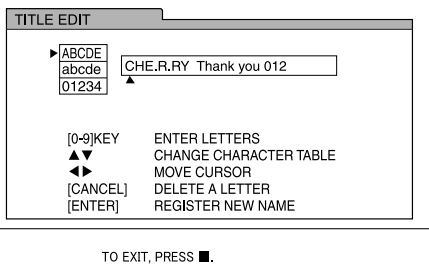 TITLE EDIT
▶ABCDE
abcde
01234
CHE.R.RY Thank you 012
▲
[0-9]KEY ENTER LETTERS
▲▼ CHANGE CHARACTER TABLE
◀▶ MOVE CURSOR
[CANCEL] DELETE A LETTER
[ENTER] REGISTER NEW NAME
TO EXIT, PRESS ■.